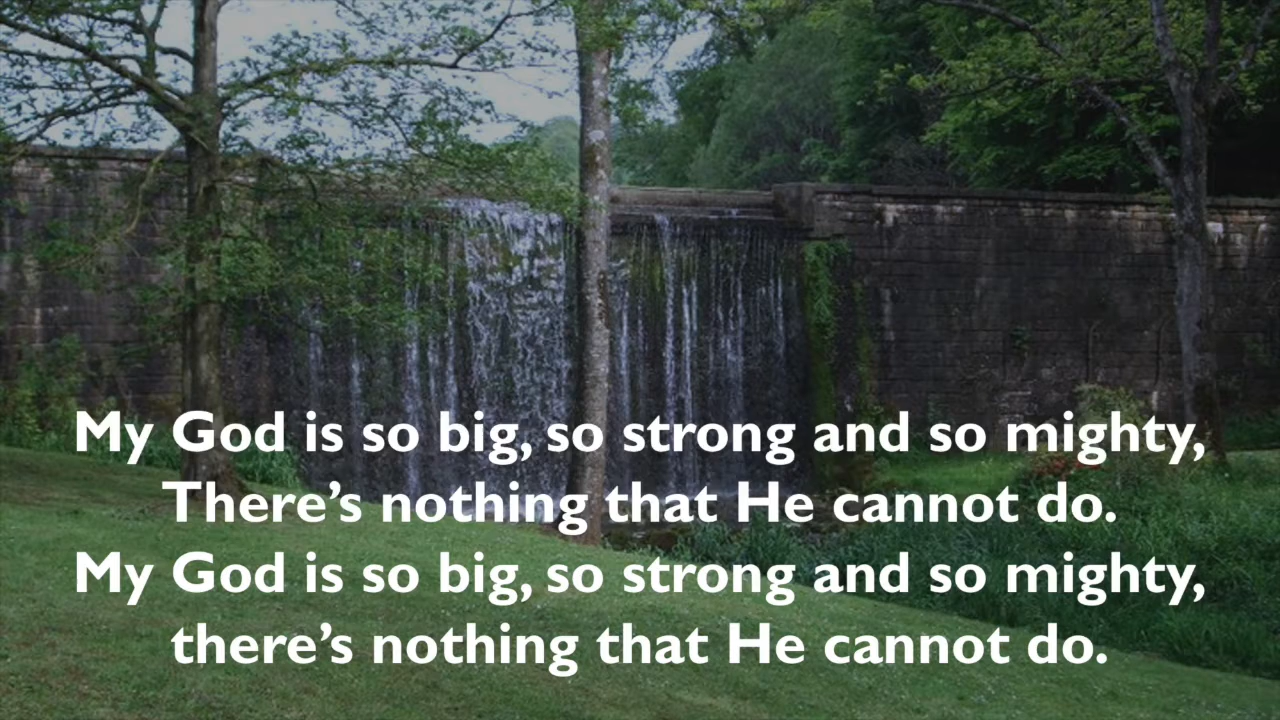 My God is so big, so strong and so mighty,
There’s nothing that He cannot do.
My God is so big, so strong and so mighty,
there’s nothing that He cannot do.